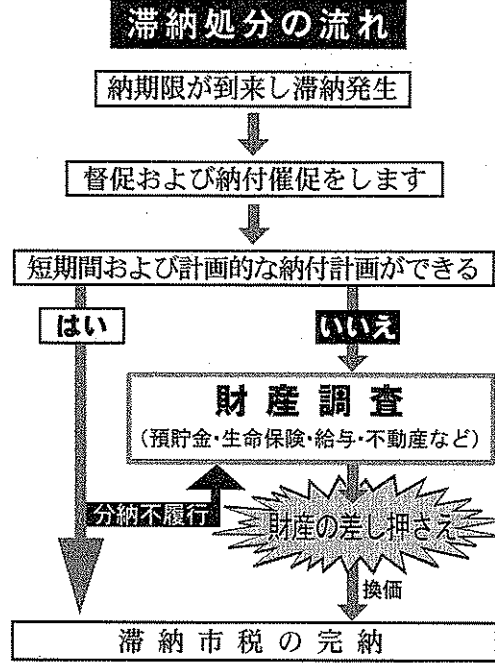 滞納処分の流れ
納期限が到来し滞納発生
督促および納付催促をします
短期間および計画的な納付計画ができる
はい
いいえ
財産調査
（預貯金・生命保険・給与・不動産など）
分納不履行
財産の差し押さえ
換価
滞納市税の完納